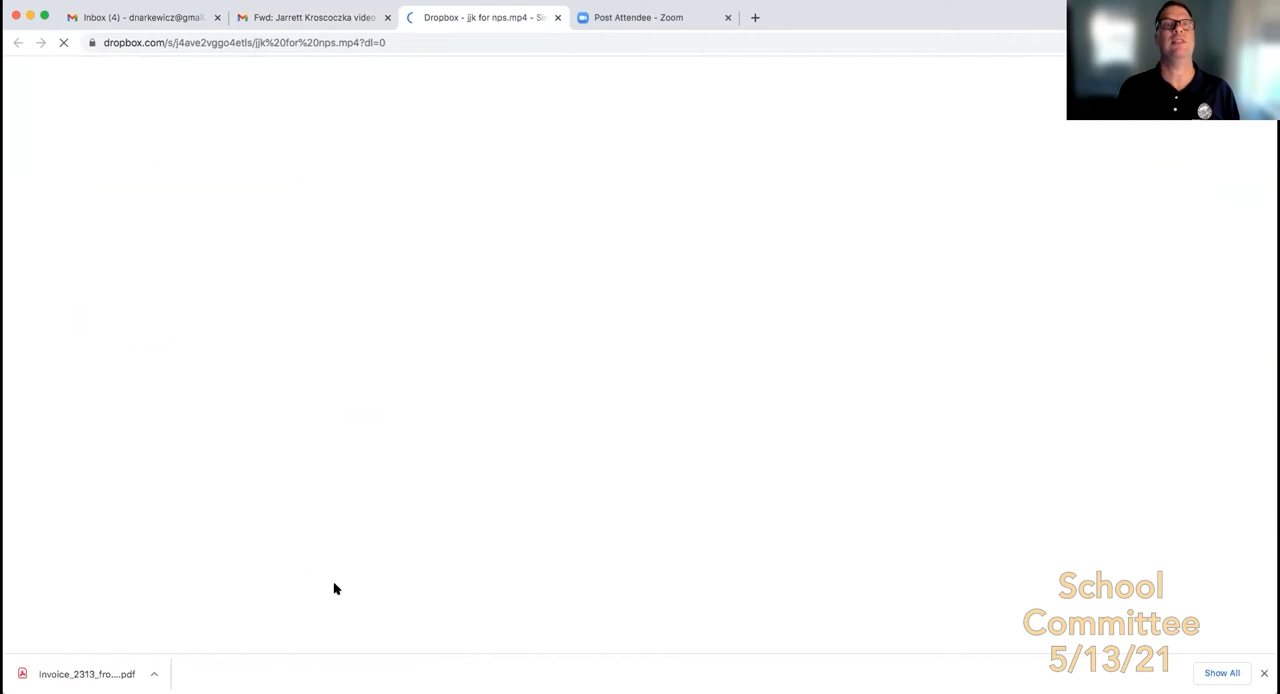 Inbox (4) - dnarkewicz@gmail.
Fwd: Jarrett Kroscoczka video
Dropbox - jjk for nps.mp4 - Si
Post Attendee - Zoom
dropbox.com/s/j4ave2vggo4etls/jjk%20for%20nps.mp4?dl=0
School
Committee
5/13/21
Invoice_2313_fro....pdf
Show All